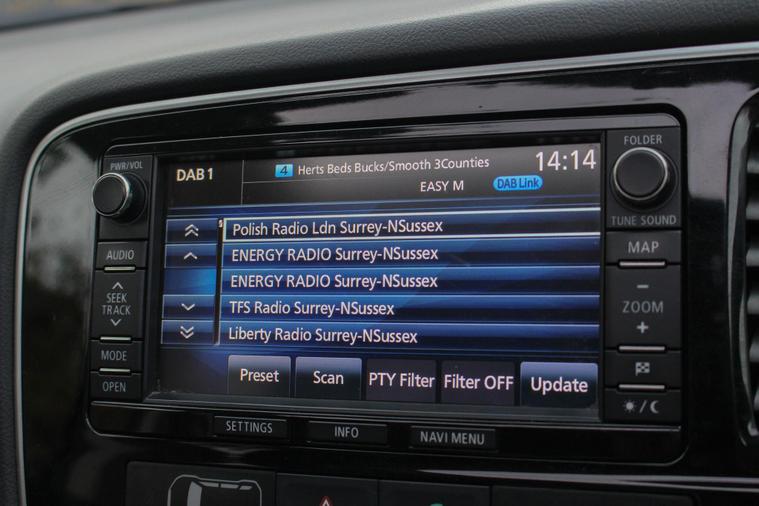 PWR/VOL
AUDIO
SEEK
TRACK
MODE
OPEN
DAB 1
4 Herts Beds Bucks/Smooth 3Counties
14:14
EASY M
DAB Link
Polish Radio Ldn Surrey-NSussex
ENERGY RADIO Surrey-NSussex
ENERGY RADIO Surrey-NSussex
TFS Radio Surrey-NSussex
Liberty Radio Surrey-NSussex
Preset
Scan
PTY Filter
Filter OFF
Update
FOLDER
TUNE SOUND
MAP
ZOOM
SETTINGS
INFO
NAVI MENU